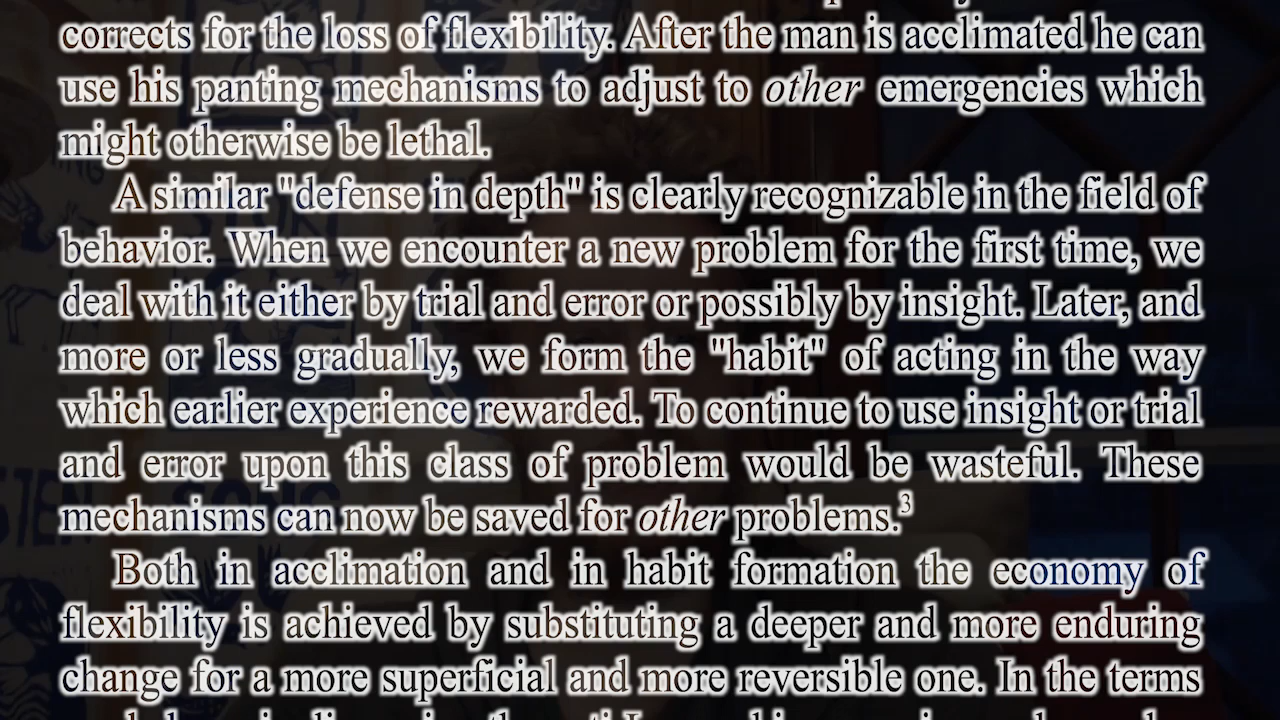 corrects for the loss of flexibility. After the man is acclimated he can
use his panting mechanisms to adjust to other emergencies which
might otherwise be lethal.
A similar "defense in depth" is clearly recognizable in the field of
behavior. When we encounter a new problem for the first time, we
deal with it either by trial and error or possibly by insight. Later, and
more or less gradually, we form the "habit" of acting in the way
which earlier experience rewarded. To continue to use insight or trial
and error upon this class of problem would be wasteful. These
mechanisms can now be saved for other problems.3
Both in acclimation and in habit formation the economy of
flexibility is achieved by substituting a deeper and more enduring
change for a more superficial and more reversible one. In the terms